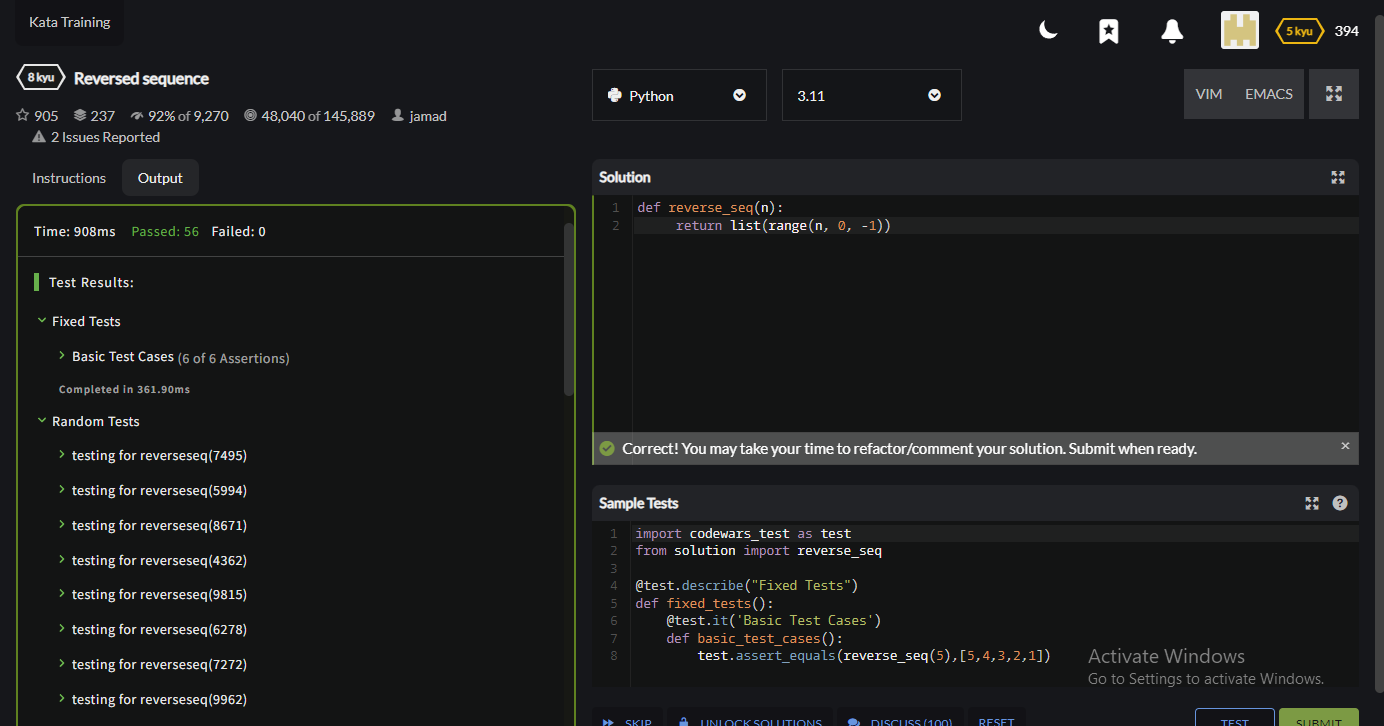 Kata Training
5 kyu 394
8 kyu Reversed sequence
905 237 92% of 9,270 48,040 of 145,889 jamad
2 Issues Reported
Instructions Output
Time: 908ms Passed: 56 Failed: 0
Test Results:
Fixed Tests
Basic Test Cases (6 of 6 Assertions)
Completed in 361.90ms
Random Tests
testing for reverseseq(7495)
testing for reverseseq(5994)
testing for reverseseq(8671)
testing for reverseseq(4362)
testing for reverseseq(9815)
testing for reverseseq(6278)
testing for reverseseq(7272)
testing for reverseseq(9962)
Python 3.11 VIM EMACS
Solution
1 def reverse_seq(n):
2 return list(range(n, 0, -1))
Correct! You may take your time to refactor/comment your solution. Submit when ready. ×
Sample Tests ?
1 import codewars_test as test
2 from solution import reverse_seq
3
4 @test.describe("Fixed Tests")
5 def fixed_tests():
6 @test.it('Basic Test Cases')
7 def basic_test_cases():
8 test.assert_equals(reverse_seq(5),[5,4,3,2,1])
Activate Windows
Go to Settings to activate Windows.
SKIP UNLOCK SOLUTIONS DISCUSS (100) RESET TEST SUBMIT